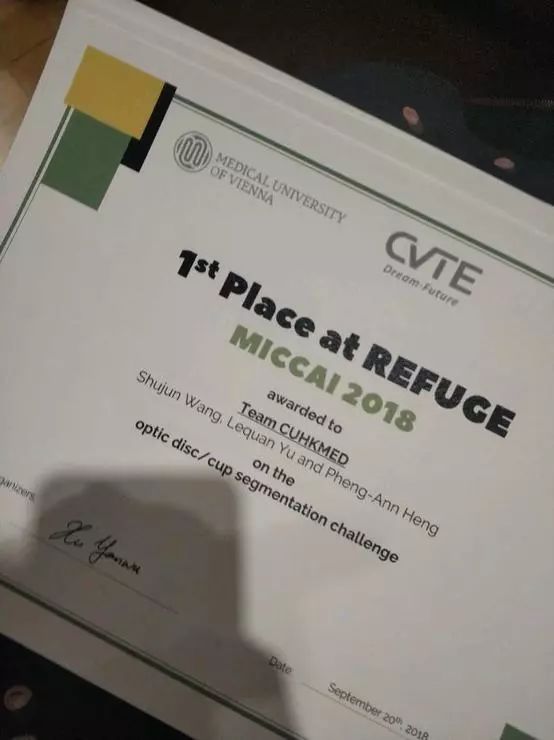 MEDICAL UNIVERSITY
OF VIENNA
CVTE
Dream·Future
1st Place at REFUGE
MICCAI 2018
awarded to
Team CUHKMED
Shujun Wang, Lequan Yu and Pheng-Ann Heng
on the
optic disc/cup segmentation challenge
Date:
September 20th, 2018